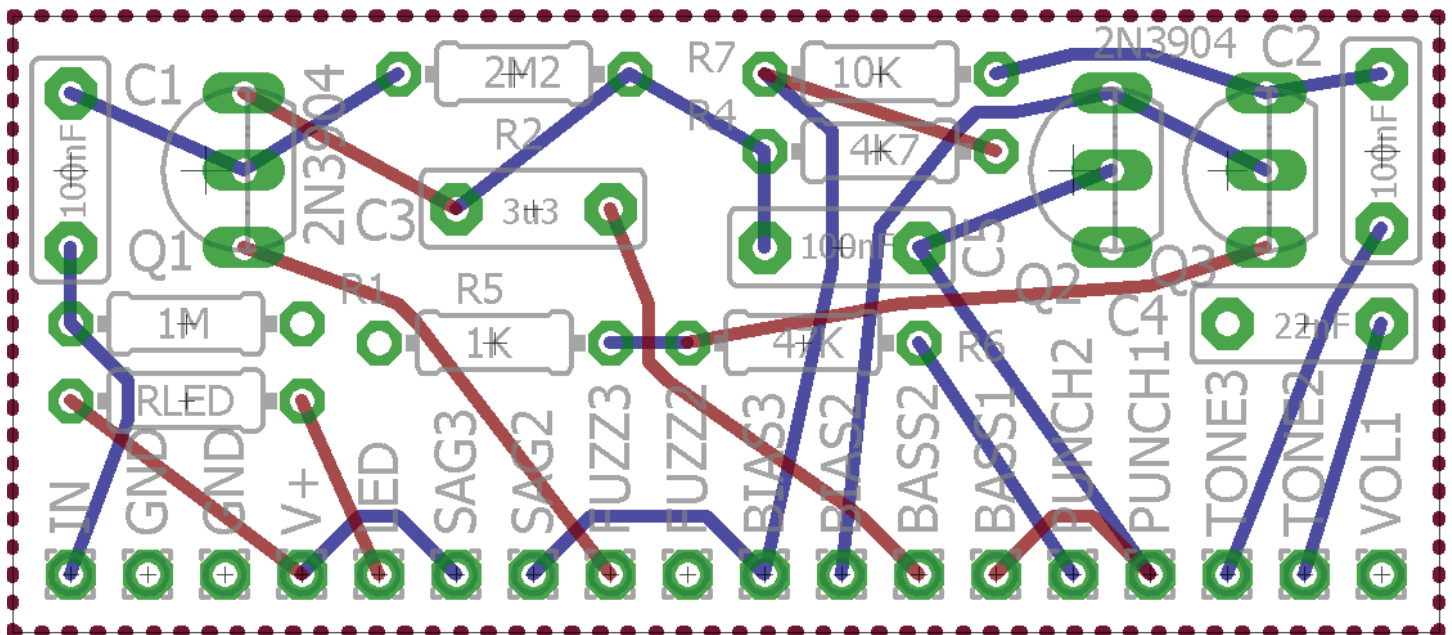 C1
100nF
Q1
2N3904
2M2
R2
C3
3u3
R7
10K
R4
4K7
100nF
C5
2N3904
C2
100nF
Q2
Q3
C4
22nF
1M
R1
R5
1K
47K
R6
RLED
IN
GND
GND
V+
LED
SAG3
SAG2
FUZZ3
FUZZ2
BIAS3
BIAS2
BASS2
BASS1
PUNCH2
PUNCH1
TONE3
TONE2
VOL1